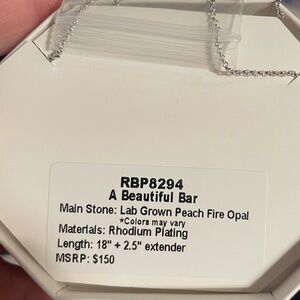 RBP8294
A Beautiful Bar
Main Stone: Lab Grown Peach Fire Opal
*Colors may vary
Materials: Rhodium Plating
Length: 18" + 2.5" extender
MSRP: $150